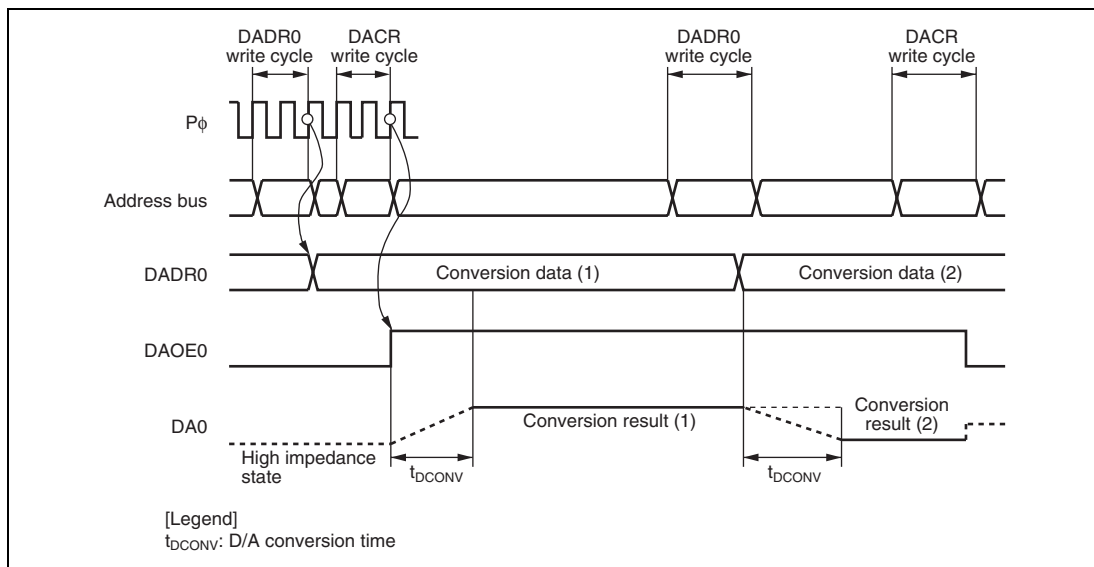 DADR0
write cycle
DACR
write cycle
DADR0
write cycle
DACR
write cycle
Pφ
Address bus
DADR0
Conversion data (1)
Conversion data (2)
DAOE0
DA0
Conversion result (1)
Conversion
result (2)
High impedance
state
tDCONV
tDCONV
[Legend]
tDCONV: D/A conversion time